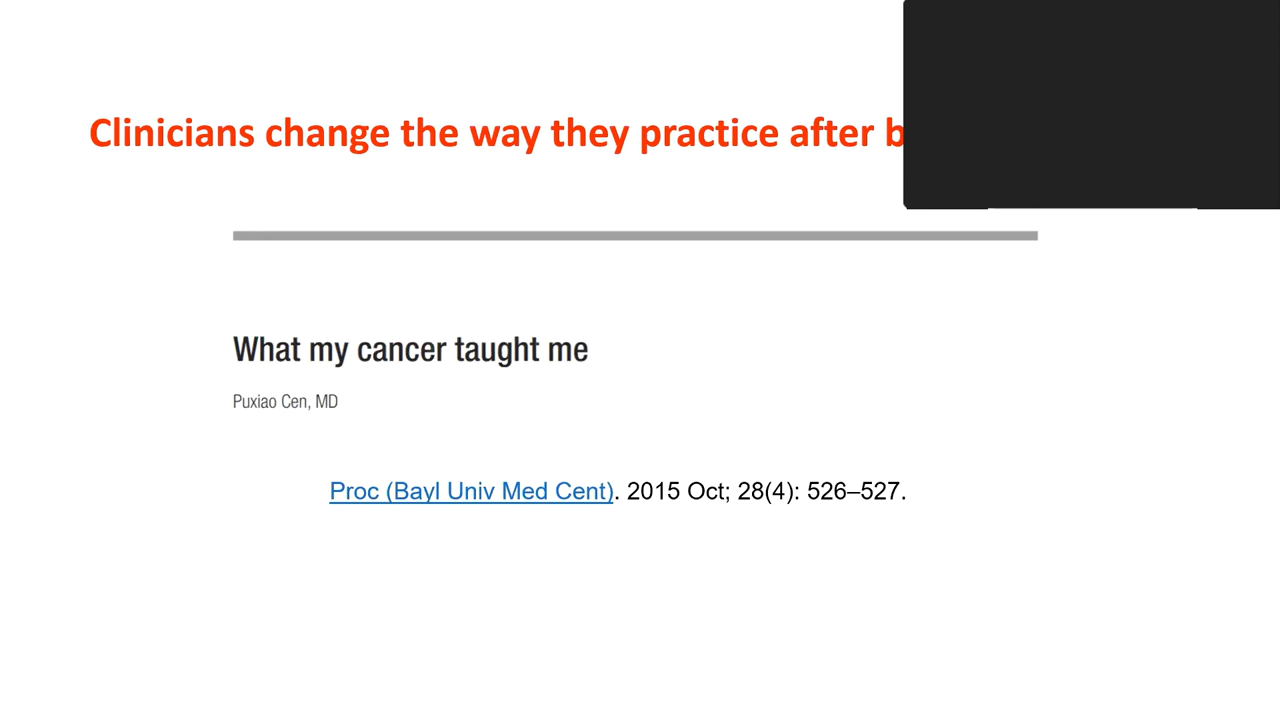 Clinicians change the way they practice after
What my cancer taught me
Puxiao Cen, MD
Proc (Bayl Univ Med Cent). 2015 Oct; 28(4): 526–527.